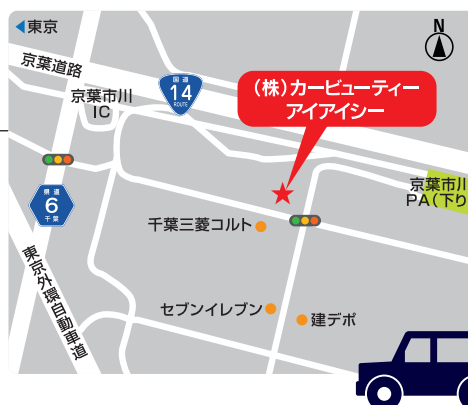 ◀東京
N
京葉道路
国道
14
ROUTE
(株)カービューティー
アイアイシー
京葉市川
IC
京葉市川
PA(下り
県道
6
千葉
千葉三菱コルト
東京外環自動車道
セブンイレブン
建デポ